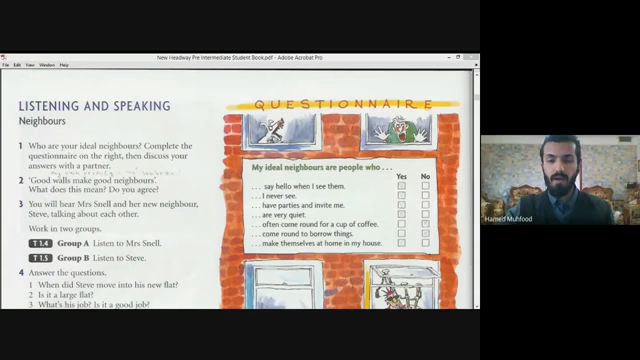 New Headway Pre Intermediate Student Book.pdf - Adobe Acrobat Pro
File Edit View Window Help
LISTENING AND SPEAKING
Neighbours
1 Who are your ideal neighbours? Complete the
questionnaire on the right, then discuss your
answers with a partner.
2 'Good walls make good neighbours'.
What does this mean? Do you agree?
3 You will hear Mrs Snell and her new neighbour,
Steve, talking about each other.
Work in two groups.
T 1.4 Group A Listen to Mrs Snell.
T 1.5 Group B Listen to Steve.
4 Answer the questions.
1 When did Steve move into his new flat?
2 Is it a large flat?
3 What's his job? Is it a good job?
QUESTIONNAIRE
My ideal neighbours are people who . . .
Yes No
. . . say hello when I see them.
. . . I never see.
. . . have parties and invite me.
. . . are very quiet.
. . . often come round for a cup of coffee.
. . . come round to borrow things.
. . . make themselves at home in my house.
Hamed Muhfood